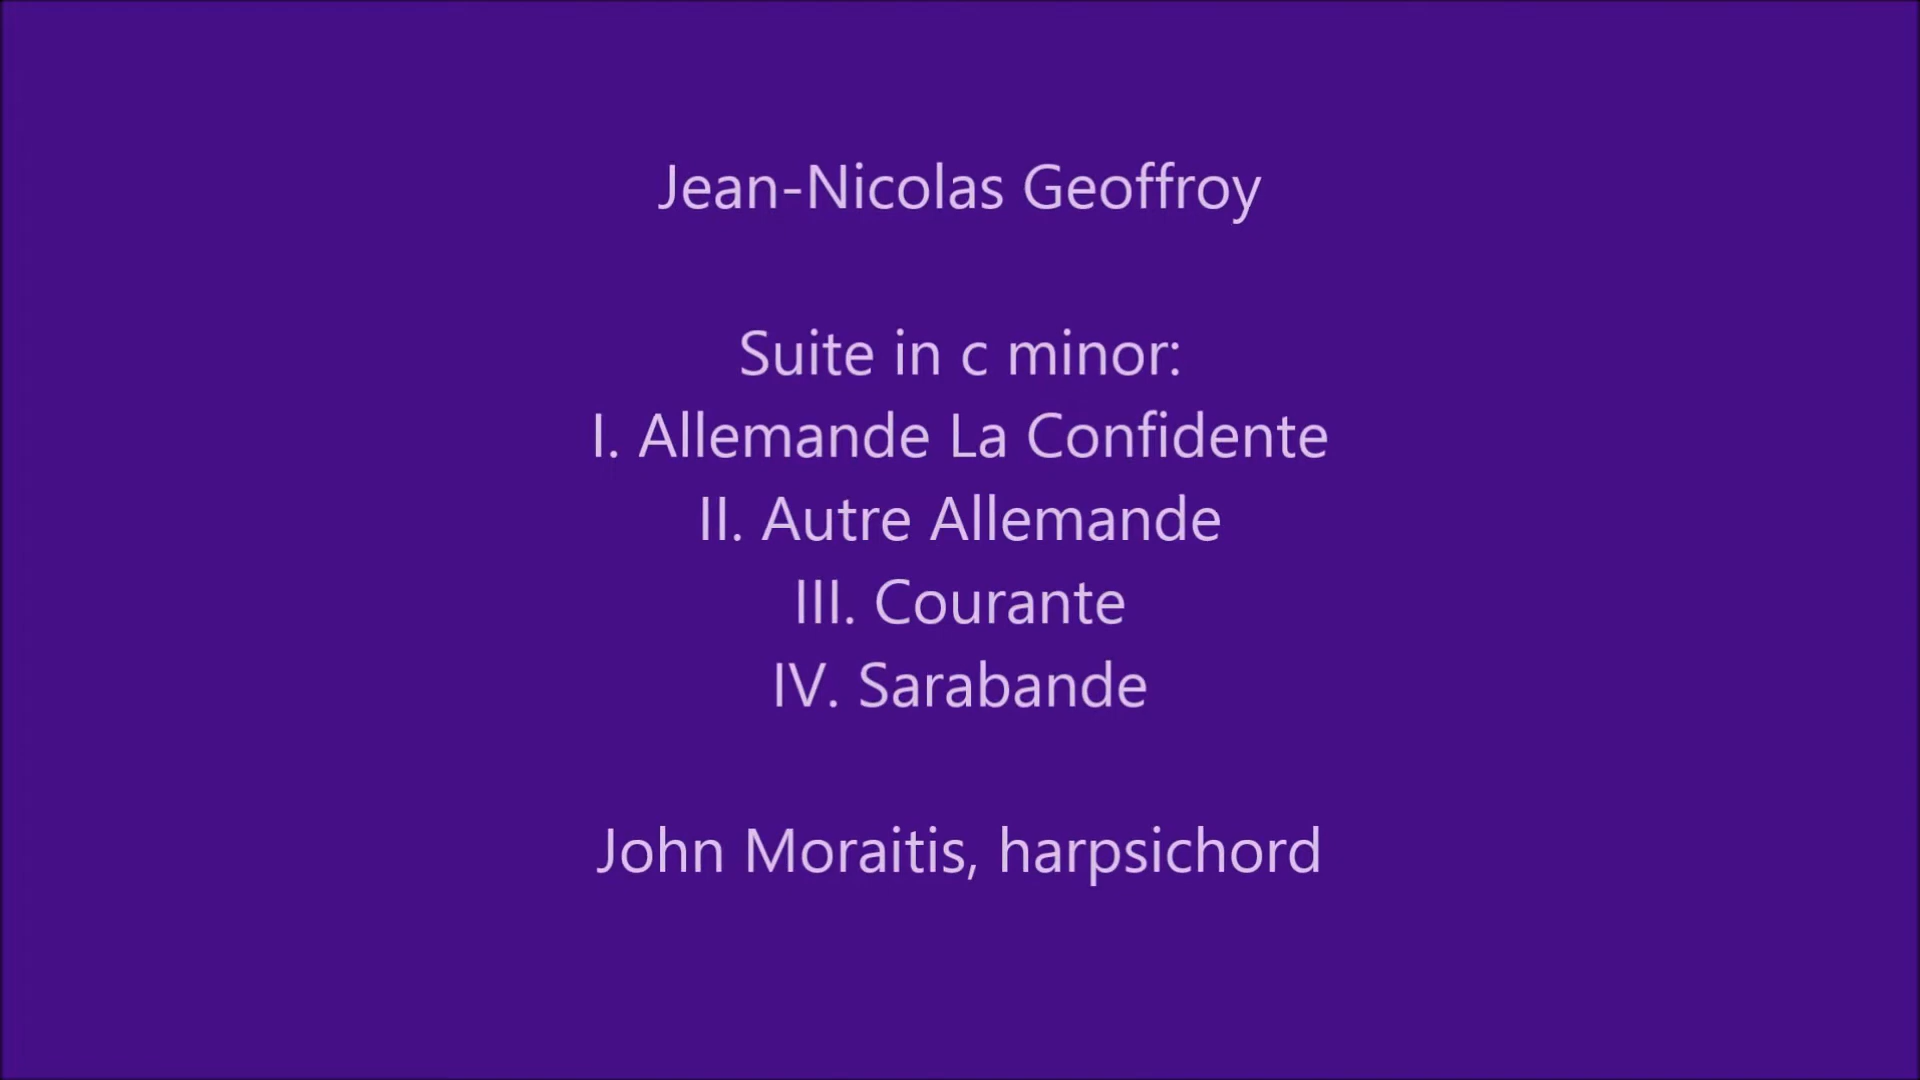 Jean-Nicolas Geoffroy
Suite in c minor:
I. Allemande La Confidente
II. Autre Allemande
III. Courante
IV. Sarabande
John Moraitis, harpsichord